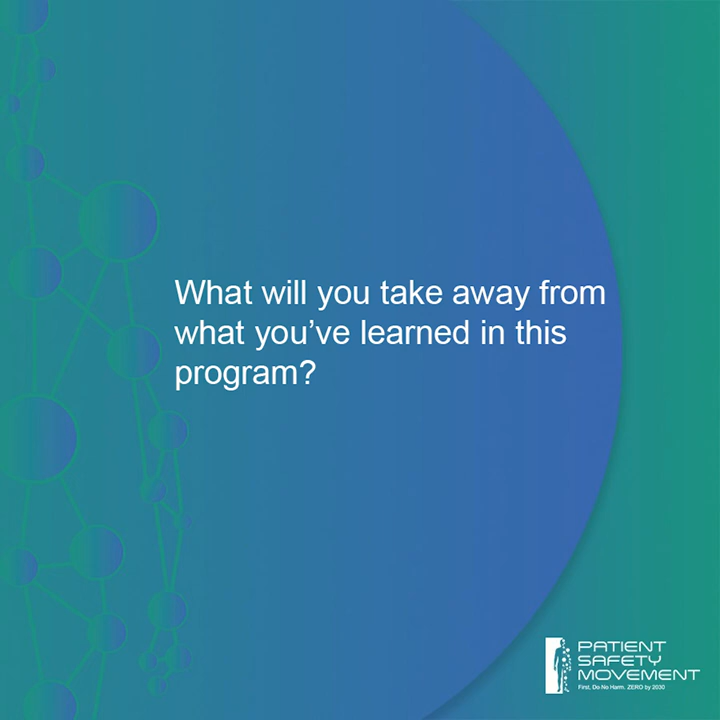 What will you take away from
what you’ve learned in this
program?
PATIENT
SAFETY
MOVEMENT
First, Do No Harm. ZERO by 2030